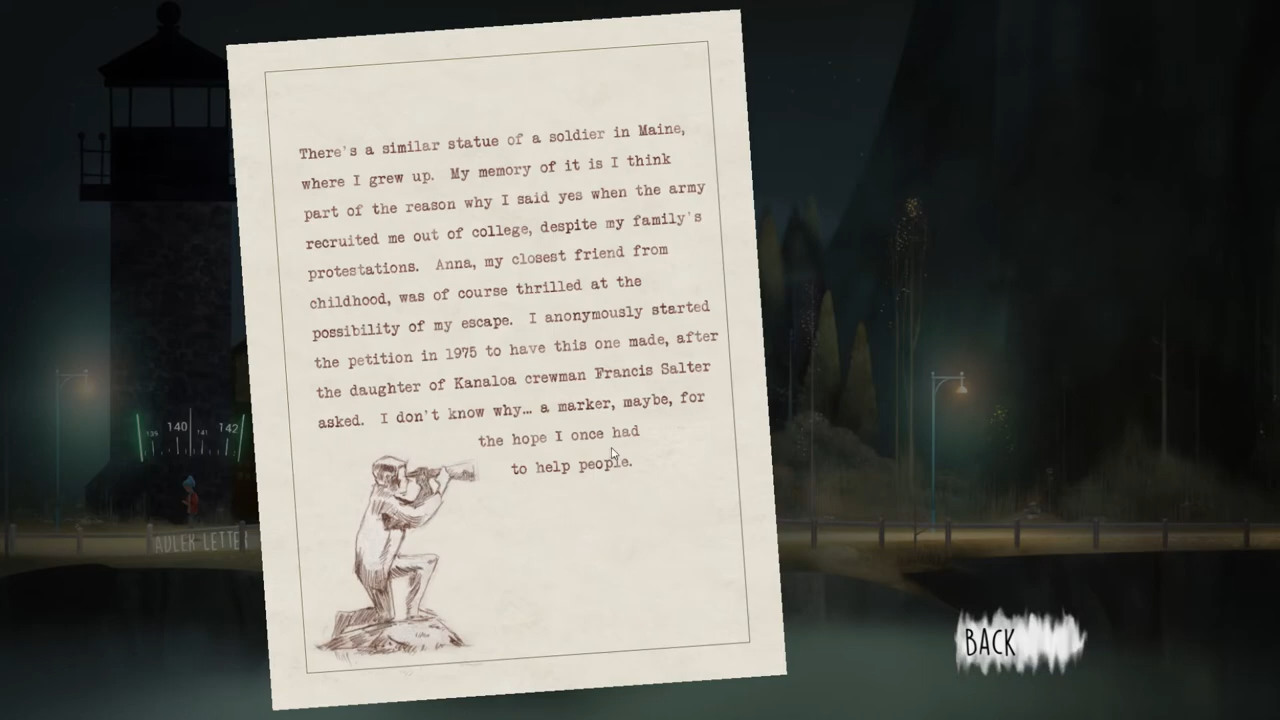 There's a similar statue of a soldier in Maine,
where I grew up. My memory of it is I think
part of the reason why I said yes when the army
recruited me out of college, despite my family's
protestations. Anna, my closest friend from
childhood, was of course thrilled at the
possibility of my escape. I anonymously started
the petition in 1975 to have this one made, after
the daughter of Kanaloa crewman Francis Salter
asked. I don't know why… a marker, maybe, for
the hope I once had
to help people.
139 140 141 142
ADLER LETTER
BACK